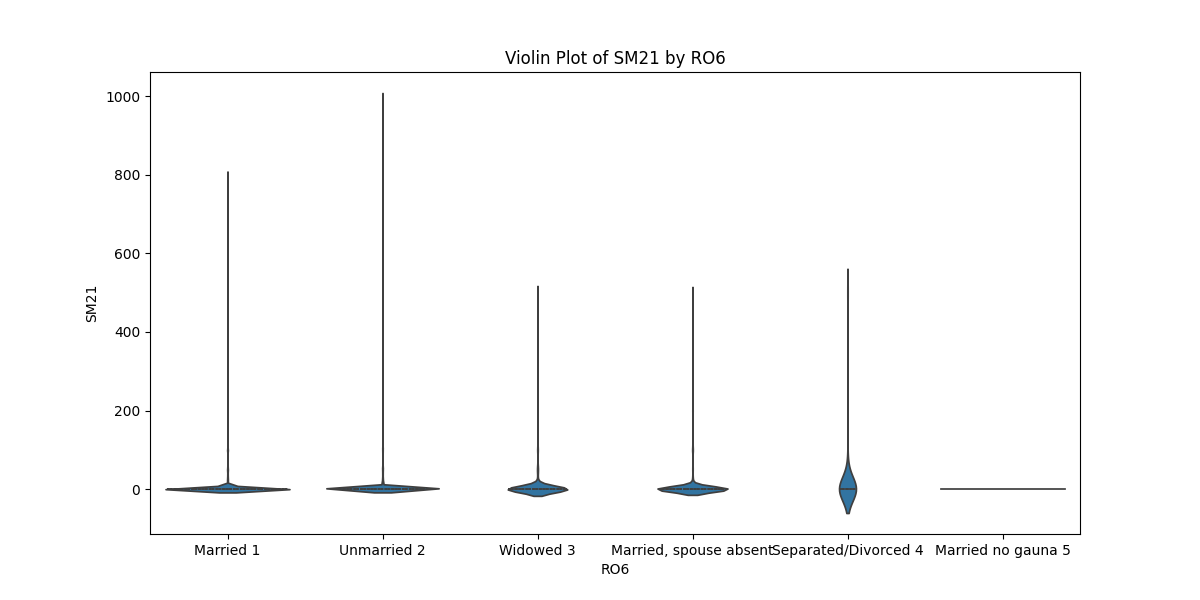 Violin Plot of SM21 by RO6
1000
800
600
400
200
0
SM21
Married 1 Unmarried 2 Widowed 3 Married, spouse absent Separated/Divorced 4 Married no gauna 5
RO6